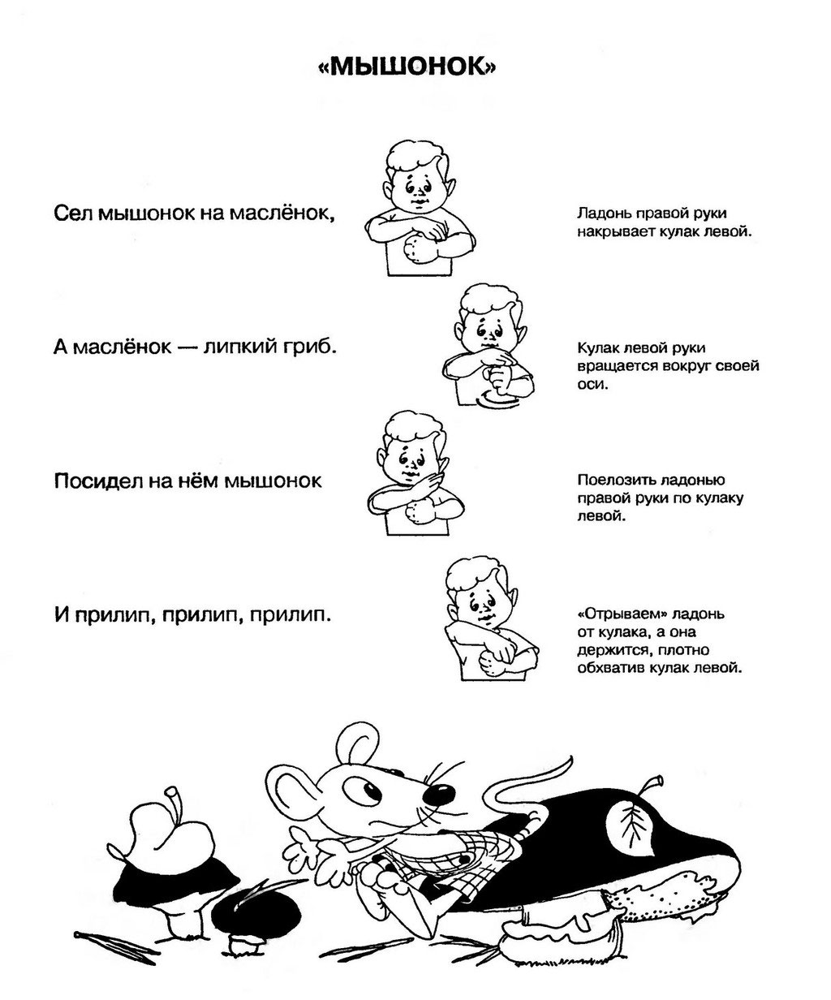 «МЫШОНОК»
Сел мышонок на маслёнок,
Ладонь правой руки
накрывает кулак левой.
А маслёнок — липкий гриб.
Кулак левой руки
вращается вокруг своей
оси.
Посидел на нём мышонок
Поелозить ладонью
правой руки по кулаку
левой.
И прилип, прилип, прилип.
«Отрываем» ладонь
от кулака, а она
держится, плотно
обхватив кулак левой.